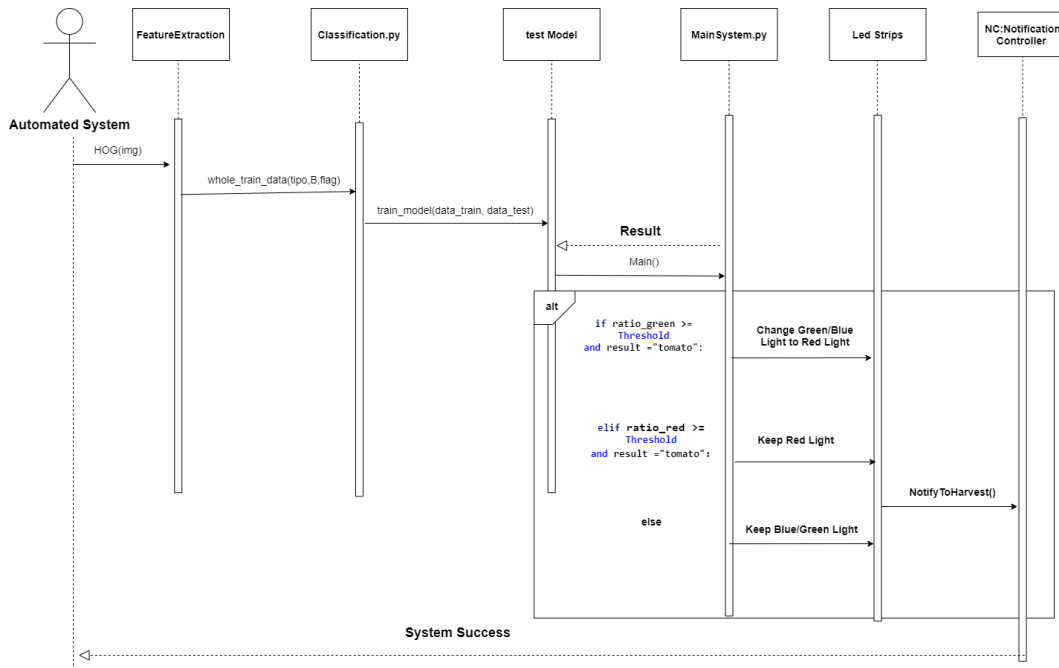 FeatureExtraction
Classification.py
test Model
MainSystem.py
Led Strips
NC:Notification
Controller
Automated System
HOG(img)
whole_train_data(tipo,B,flag)
train_model(data_train, data_test)
Result
Main()
alt
if ratio_green >=
Threshold
and result ="tomato":
Change Green/Blue
Light to Red Light
elif ratio_red >=
Threshold
and result ="tomato":
Keep Red Light
NotifyToHarvest()
else
Keep Blue/Green Light
System Success